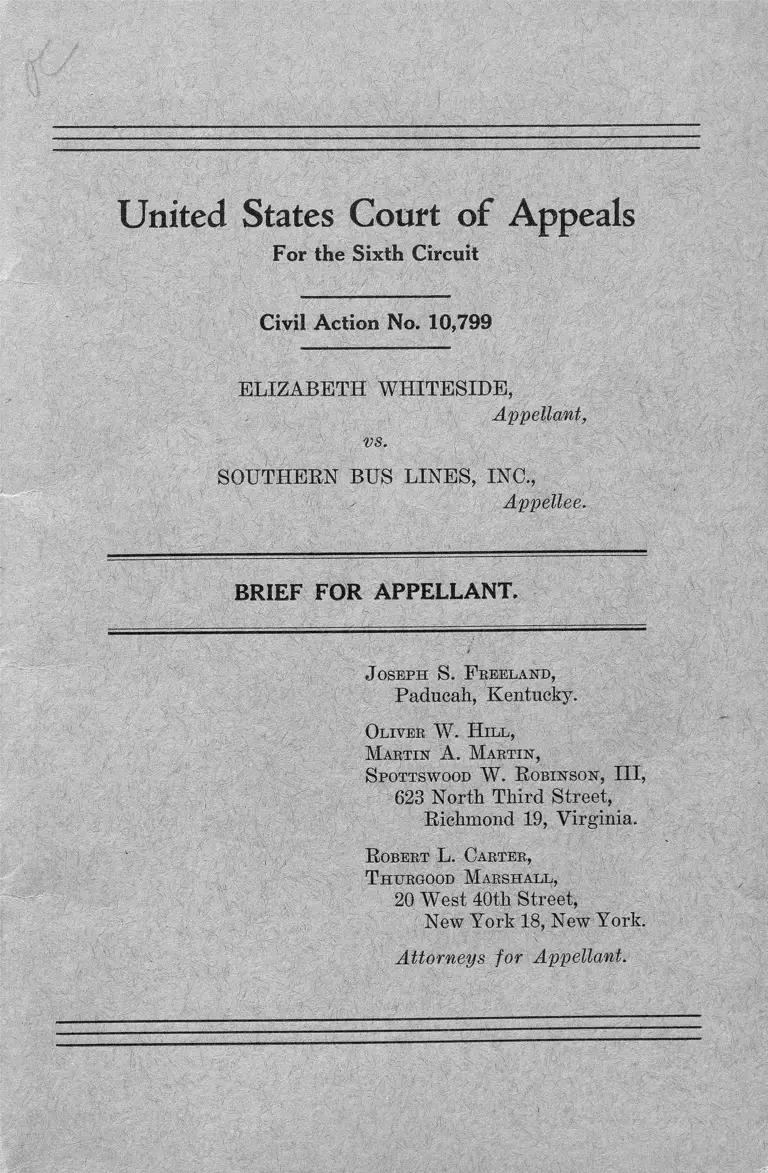 United States Court of Appeals
For the Sixth Circuit
Civil Action No. 10,799
ELIZABETH WHITESIDE,
Appellant,
vs.
SOUTHERN BUS LINES, INC.,
Appellee.
BRIEF FOR APPELLANT.
JOSEPH S. FREELAND,
Paducah, Kentucky.
OLIVER W. HILL,
MARTIN A. MARTIN,
SPOTTSWOOD W. ROBINSON, III,
623 North Third Street,
Richmond 19, Virginia.
ROBERT L. CARTER,
THURGOOD MARSHALL,
20 West 40th Street,
New York 18, New York.
Attorneys for Appellant.